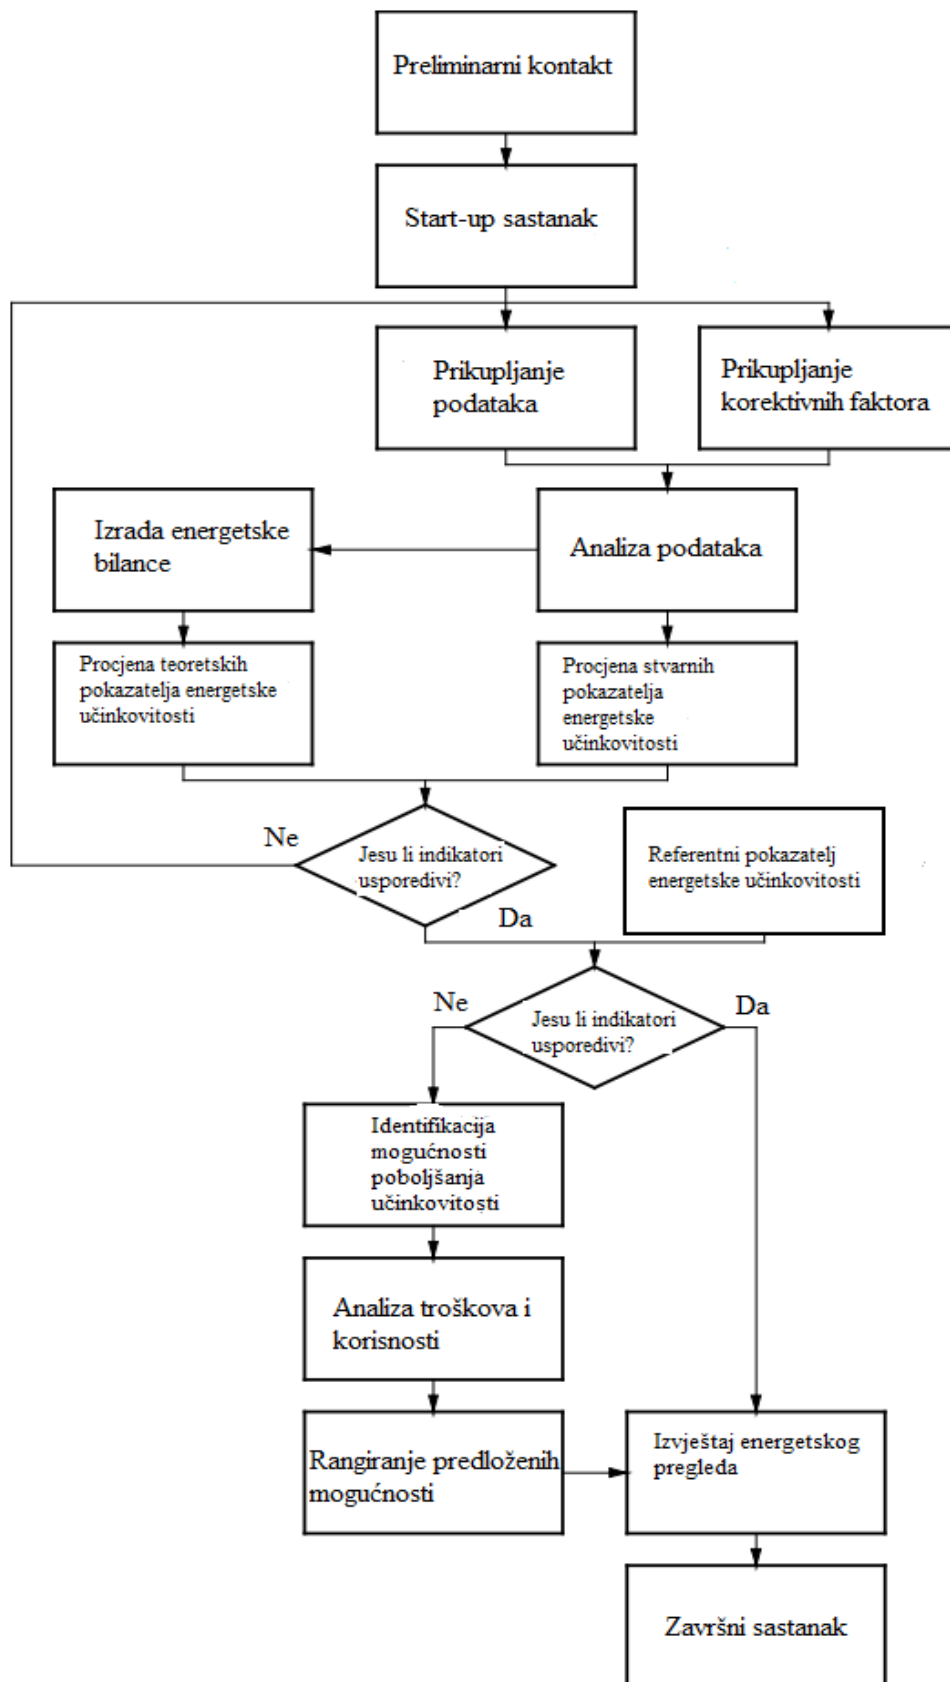 Preliminarni kontakt
Start-up sastanak
Prikupljanje
podataka
Prikupljanje
korektivnih faktora
Izrada energetske
bilance
Analiza podataka
Procjena teoretskih
pokazatelja energetske
učinkovitosti
Procjena stvarnih
pokazatelja
energetske
učinkovitosti
Ne
Jesu li indikatori
usporedivi?
Referentni pokazatelj
energetske učinkovitosti
Da
Ne
Jesu li indikatori
usporedivi?
Da
Identifikacija
mogućnosti
poboljšanja
učinkovitosti
Analiza troškova i
korisnosti
Rangiranje predloženih
mogućnosti
Izvještaj energetskog
pregleda
Završni sastanak